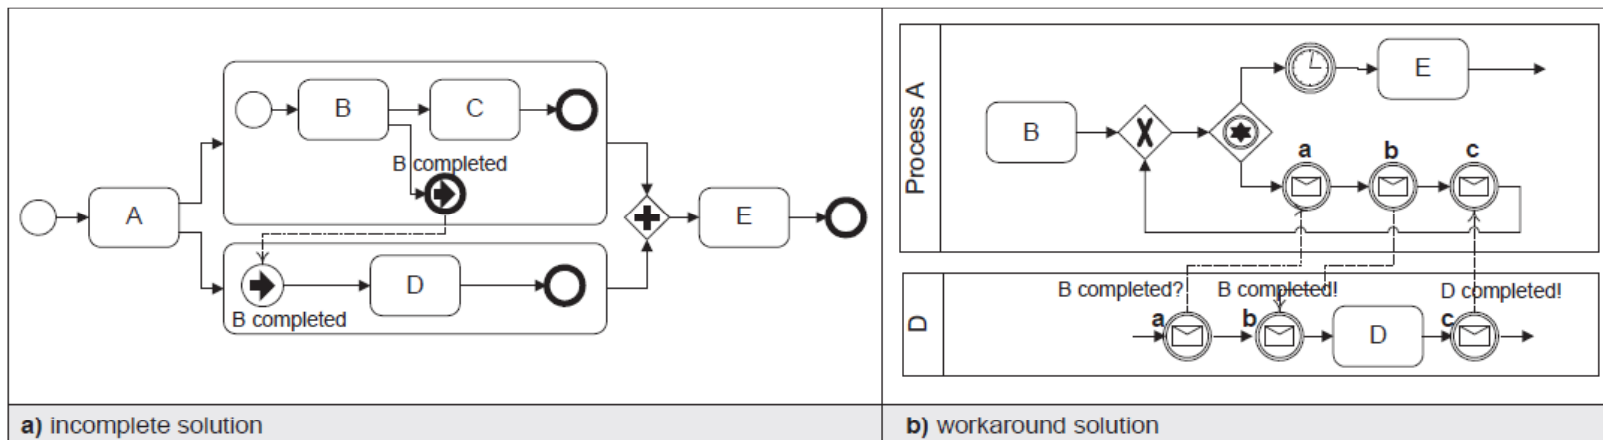 B
C
B completed
A
E
D
B completed
a) incomplete solution
Process A
E
B
a
b
c
B completed?
B completed!
D completed!
D
a
b
D
c
b) workaround solution